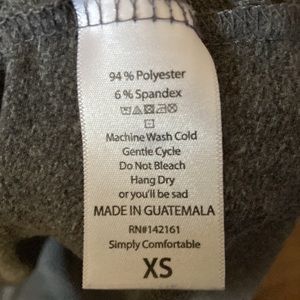 94% Polyester
6% Spandex
Machine Wash Cold
Gentle Cycle
Do Not Bleach
Hang Dry
or you'll be sad
MADE IN GUATEMALA
RN#142161
Simply Comfortable
XS